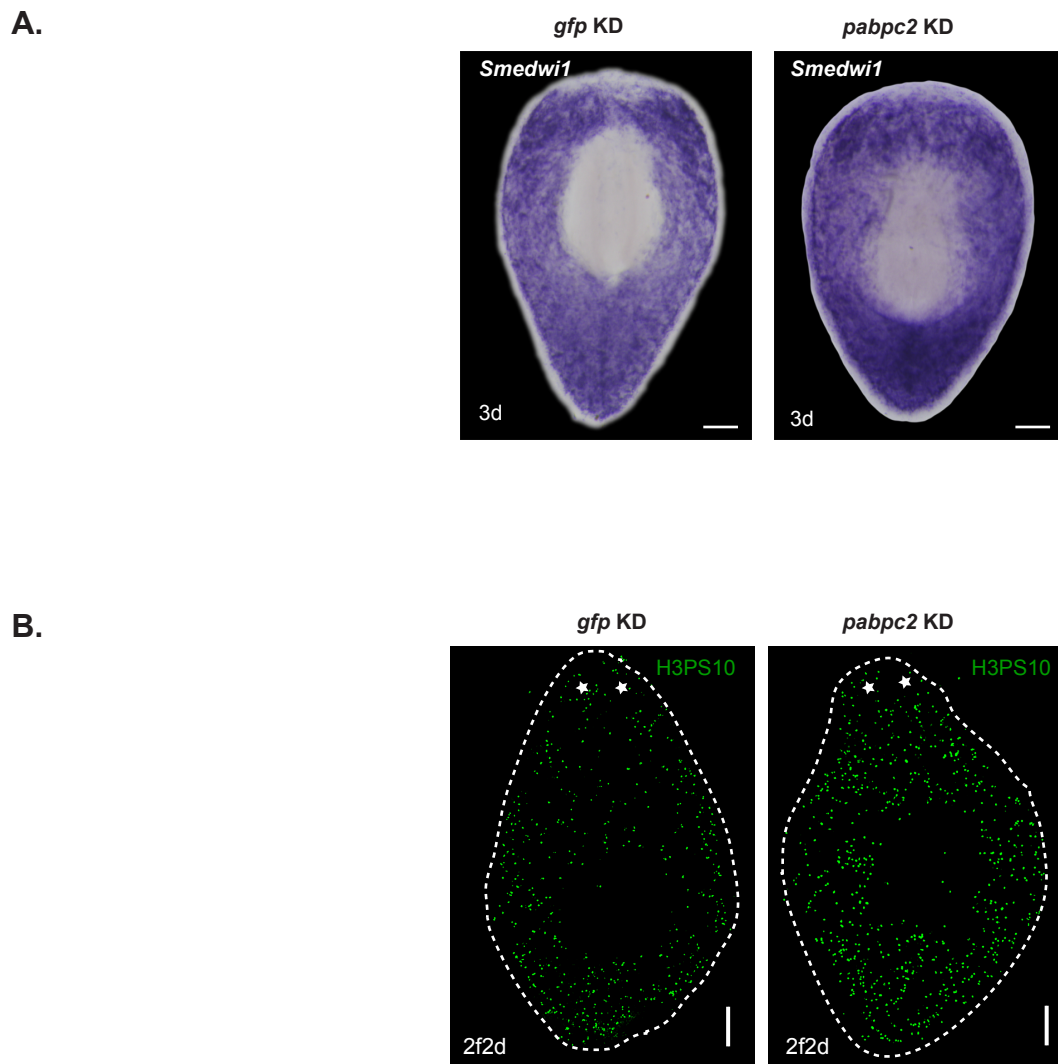 A.
gfp KD
pabpc2 KD
Smedwi1
Smedwi1
3d
3d
B.
gfp KD
pabpc2 KD
H3PS10
H3PS10
2f2d
2f2d